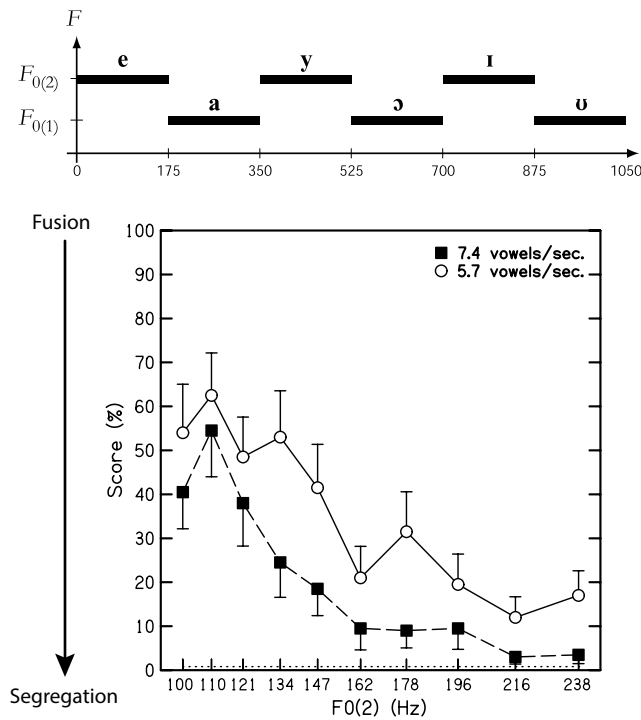 F
e y ɪ
F0(2)
a ɔ ʊ
F0(1)
0 175 350 525 700 875 1050
Fusion
100
■ 7.4 vowels/sec.
90
○ 5.7 vowels/sec.
80
70
60
50
40
30
20
10
0
Score (%)
100 110 121 134 147 162 178 196 216 238
F0(2) (Hz)
Segregation